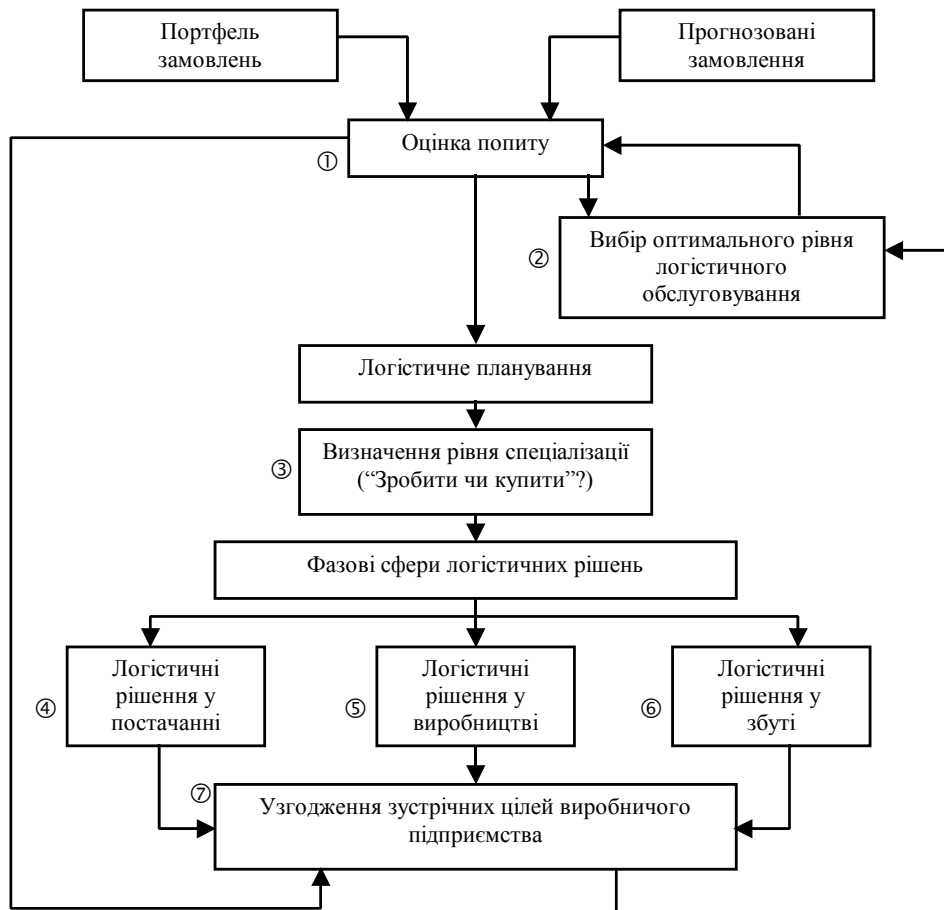 Портфель
замовлень
Прогнозовані
замовлення
Оцінка попиту
①
Вибір оптимального рівня
логістичного
обслуговування
②
Логістичне планування
Визначення рівня спеціалізації
(“Зробити чи купити”?)
③
Фазові сфери логістичних рішень
Логістичні
рішення у
постачанні
④
Логістичні
рішення у
виробництві
⑤
Логістичні
рішення у
збуті
⑥
⑦
Узгодження зустрічних цілей виробничого
підприємства